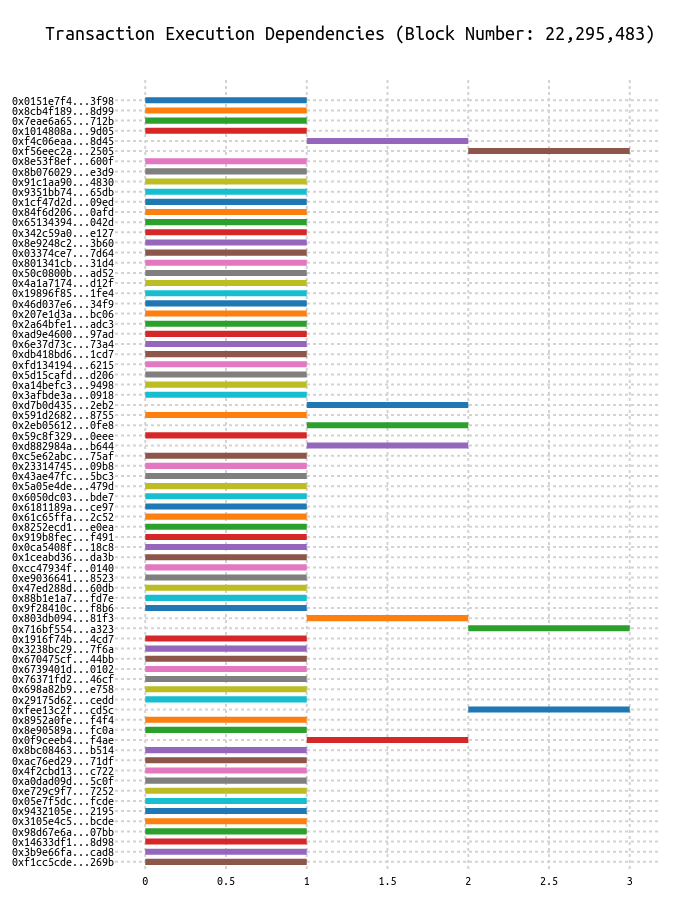 Transaction Execution Dependencies (Block Number: 22,295,483)
0x0151e7f4...3f98
0x8cb4f189...8d99
0x7eae6a65...712b
0x1014808a...9d05
0xf4c06eaa...8d45
0xf56eec2a...2505
0x8e53f8ef...600f
0x8b076029...e3d9
0x91c1aa90...4830
0x9351bb74...65db
0x1cf47d2d...09ed
0x84f6d206...0afd
0x65134394...042d
0x342c59a0...e127
0x8e9248c2...3b60
0x03374ce7...7d64
0x801341cb...31d4
0x50c0800b...ad52
0x4a1a7174...d12f
0x19896f85...1fe4
0x46d037e6...34f9
0x207e1d3a...bc06
0x2a64bfe1...adc3
0xad9e4600...97ad
0x6e37d73c...73a4
0xdb418bd6...1cd7
0xfd134194...6215
0x5d15cafd...d206
0xa14befc3...9498
0x3afbde3a...0918
0xd7b0d435...2eb2
0x591d2682...8755
0x2eb05612...0fe8
0x59c8f329...0eee
0xd882984a...b644
0xc5e62abc...75af
0x23314745...09b8
0x43ae47fc...5bc3
0x5a05e4de...479d
0x6050dc03...bde7
0x6181189a...ce97
0x61c65ffa...2c52
0x8252ecd1...e0ea
0x919b8fec...f491
0x0ca5408f...18c8
0x1ceabd36...da3b
0xcc47934f...0140
0xe9036641...8523
0x47ed288d...60db
0x88b1e1a7...fd7e
0x9f28410c...f8b6
0x803db094...81f3
0x716bf554...a323
0x1916f74b...4cd7
0x3238bc29...7f6a
0x670475cf...44bb
0x6739401d...0102
0x76371fd2...46cf
0x698a82b9...e758
0x29175d62...cedd
0xfee13c2f...cd5c
0x8952a0fe...f4f4
0x8e90589a...fc0a
0x0f9ceeb4...f4ae
0x8bc08463...b514
0xac76ed29...71df
0x4f2cbd13...c722
0xa0dad09d...5c0f
0xe729c9f7...7252
0x05e7f5dc...fcde
0x9432105e...2195
0x3105e4c5...bcde
0x98d67e6a...07bb
0x14633df1...8d98
0x3b9e66fa...cad8
0xf1cc5cde...269b
0 0.5 1 1.5 2 2.5 3